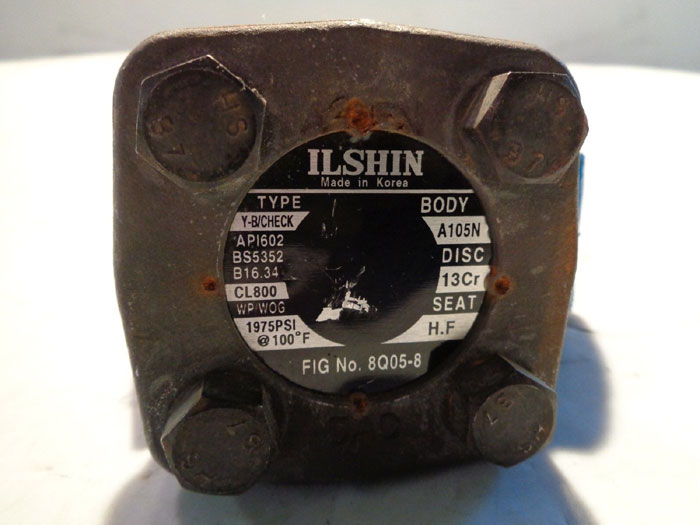 ILSHIN
Made in Korea
TYPE
Y-B/CHECK
API602
BS5352
B16.34
CL800
WP/WOG
1975PSI
@ 100°F
BODY
A105N
DISC
13Cr
SEAT
H.F
FIG No. 8Q05-8